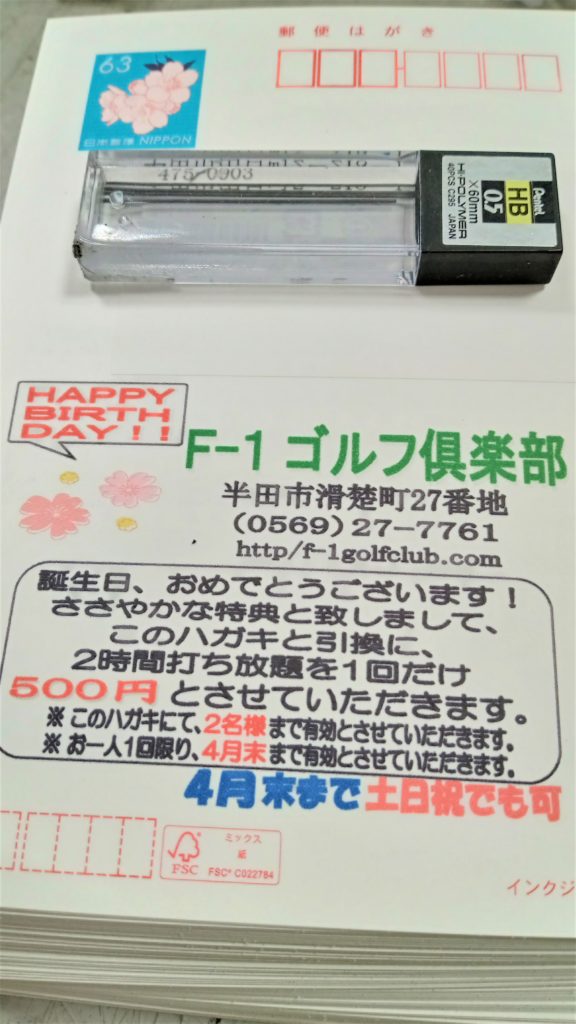 郵便はがき
63
日本郵便 NIPPON
475-0903
Pentel
HB
0.5
X60mm
Hi-POLYMER
40PCS C295 JAPAN
HAPPY
BIRTH
DAY!!
F-1 ゴルフ倶楽部
半田市滑楚町27番地
(0569)27-7761
http/f-1golfclub.com
誕生日、おめでとうございます!
ささやかな特典と致しまして、
このハガキと引換に、
2時間打ち放題を1回だけ
500円とさせていただきます。
※ このハガキにて、2名様まで有効とさせていただきます。
※ お一人1回限り、4月末まで有効とさせていただきます。
4月末まで土日祝でも可
ミックス
紙
FSC
FSC® C022784
インクジ